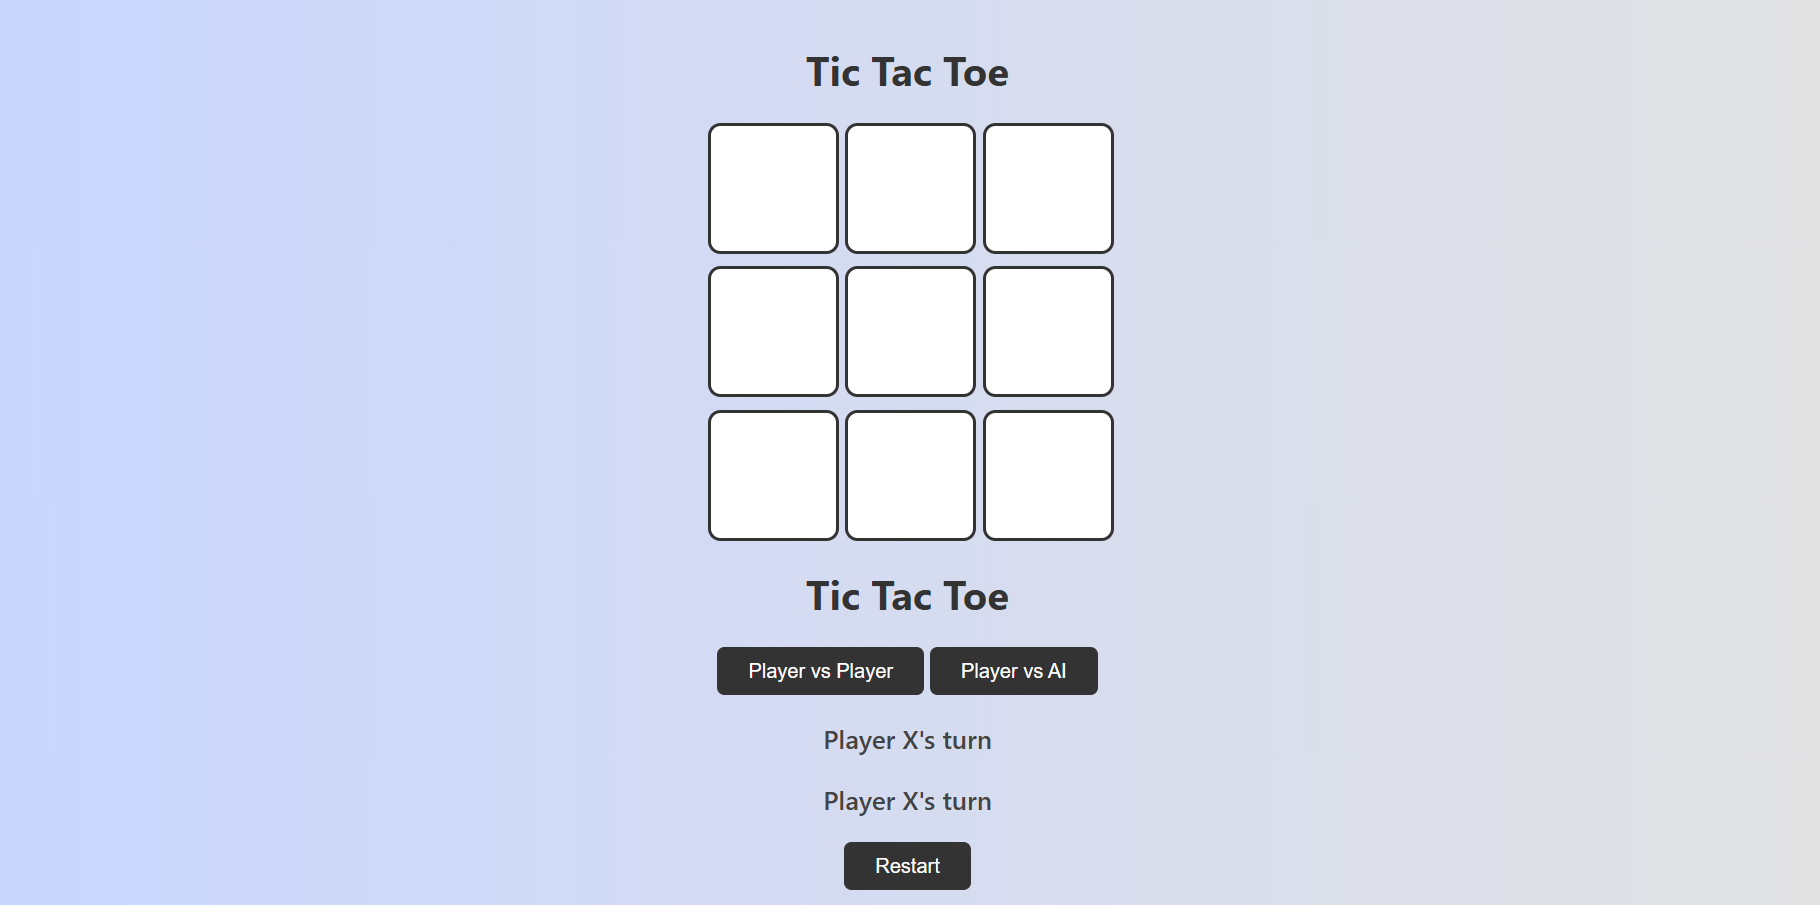 Tic Tac Toe
Tic Tac Toe
Player vs Player Player vs AI
Player X's turn
Player X's turn
Restart